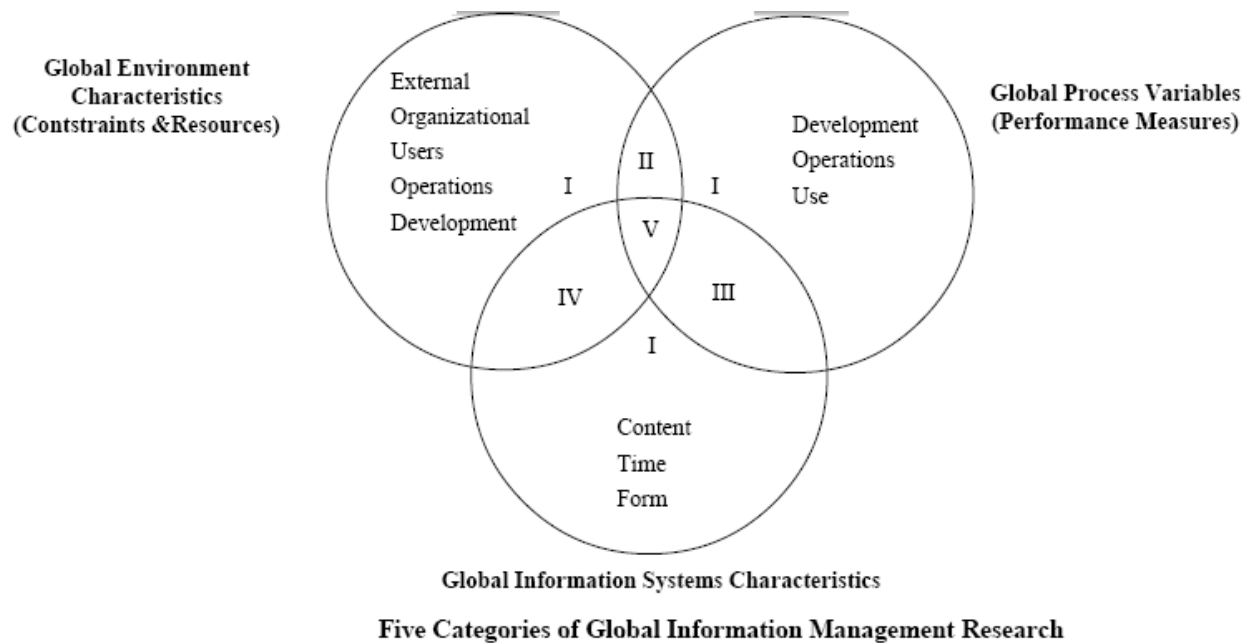 Global Environment
Characteristics
(Contstraints &Resources)
External
Organizational
Users
Operations
Development
I
II
I
Development
Operations
Use
Global Process Variables
(Performance Measures)
V
IV
III
I
Content
Time
Form
Global Information Systems Characteristics
Five Categories of Global Information Management Research